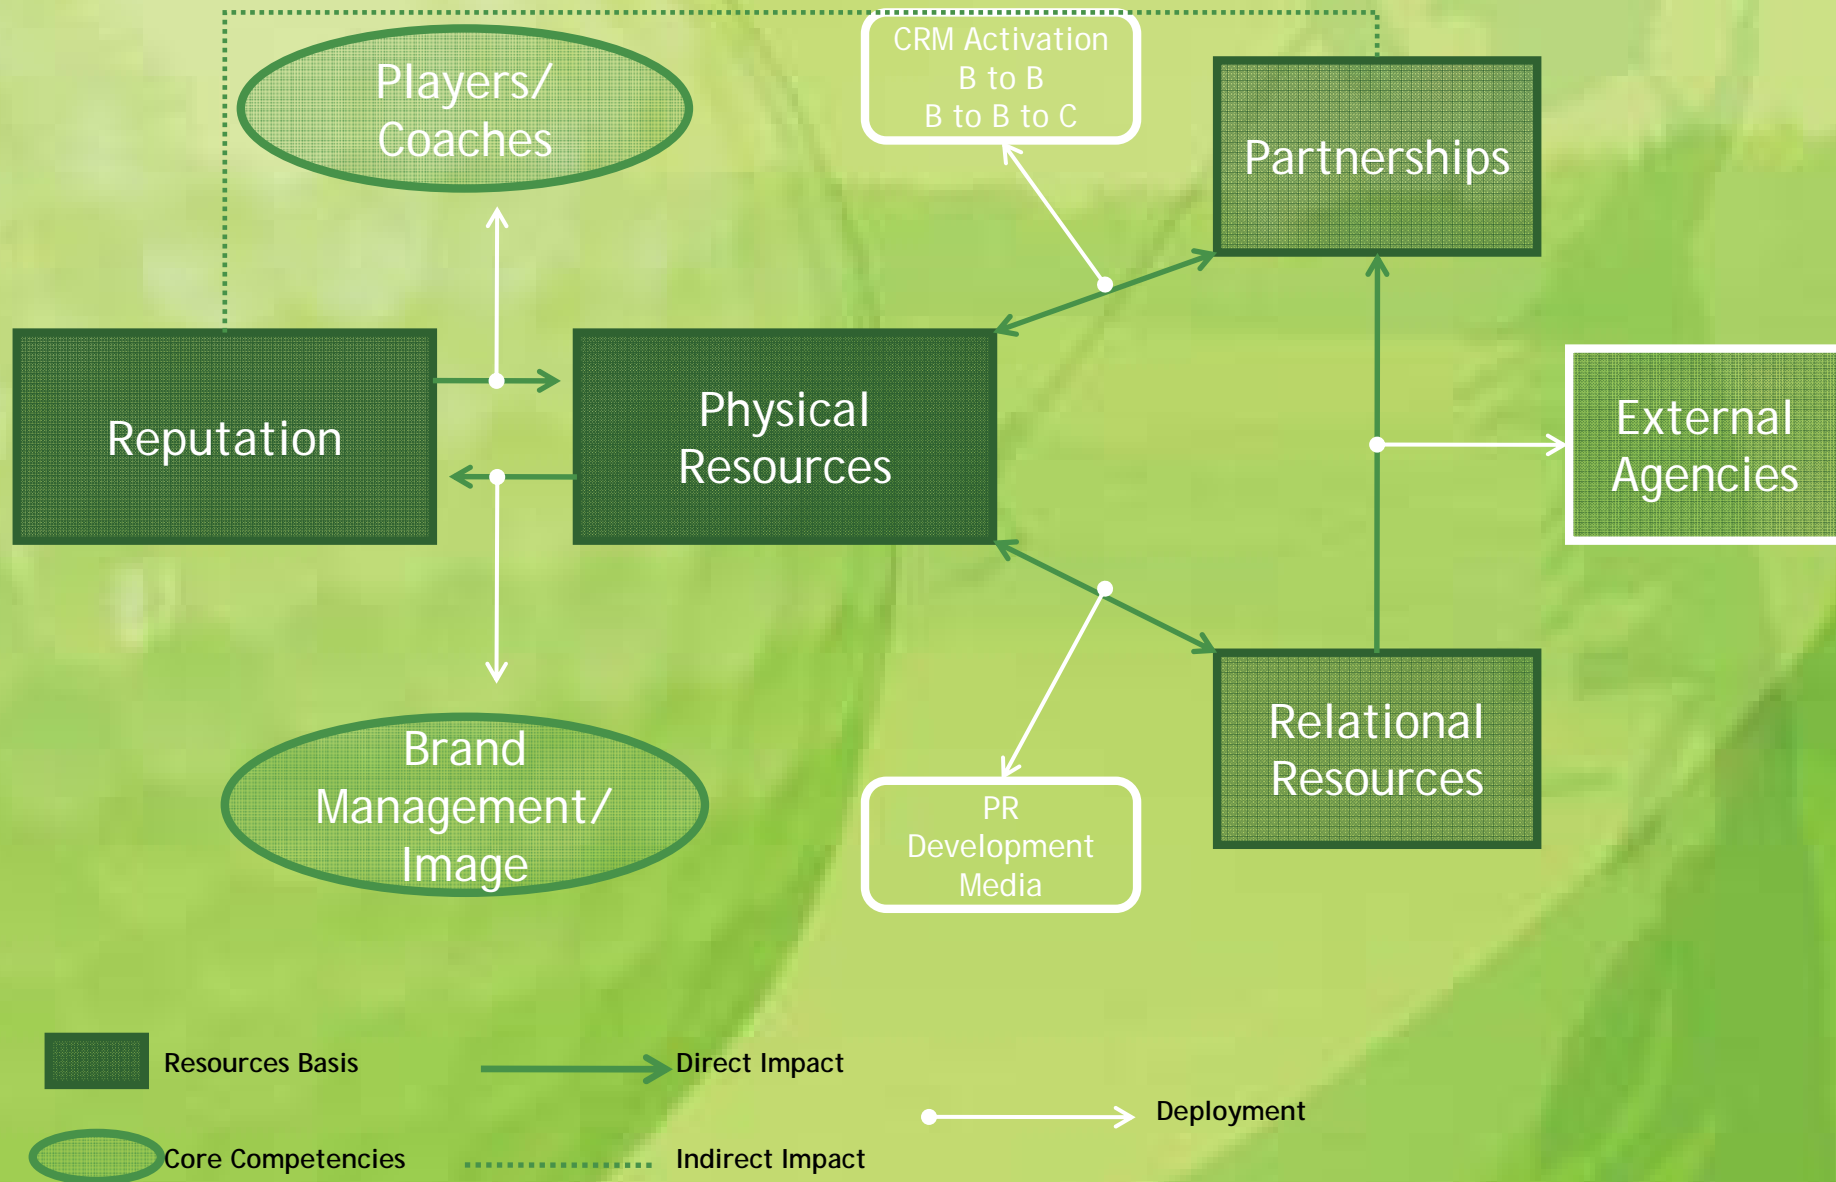 Players/
Coaches
CRM Activation
B to B
B to B to C
Partnerships
Reputation
Physical
Resources
External
Agencies
Brand
Management/
Image
PR
Development
Media
Relational
Resources
Resources Basis
Direct Impact
Deployment
Core Competencies
Indirect Impact